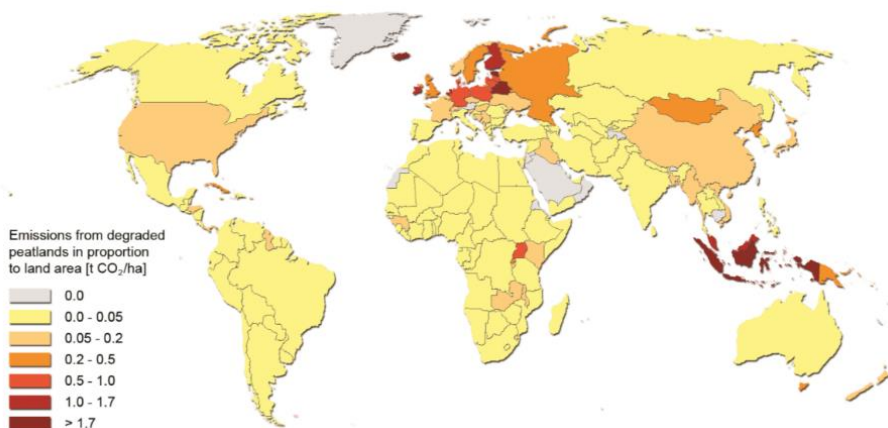 Emissions from degraded
peatlands in proportion
to land area [t CO₂/ha]
0.0
0.0 - 0.05
0.05 - 0.2
0.2 - 0.5
0.5 - 1.0
1.0 - 1.7
> 1.7